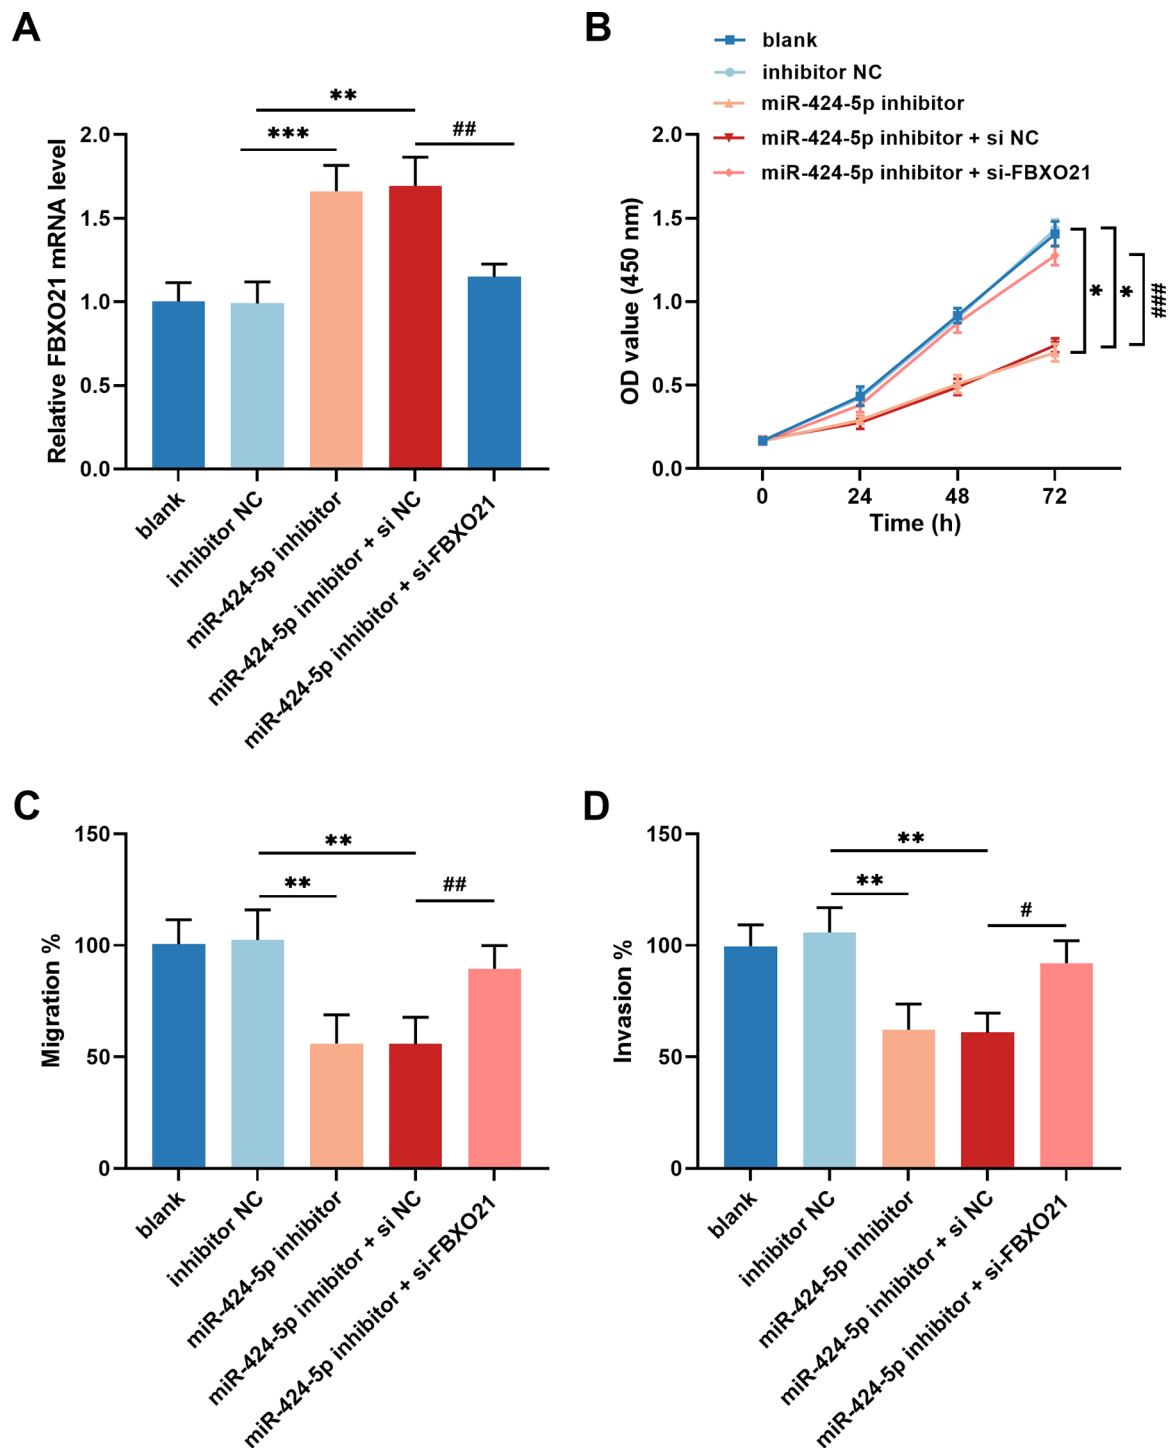 A
Relative FBXO21 mRNA level
2.0
1.5
1.0
0.5
0.0
**
***
##
blank
inhibitor NC
miR-424-5p inhibitor
miR-424-5p inhibitor + si NC
miR-424-5p inhibitor + si-FBXO21
B
blank
inhibitor NC
miR-424-5p inhibitor
miR-424-5p inhibitor + si NC
miR-424-5p inhibitor + si-FBXO21
OD value (450 nm)
2.0
1.5
1.0
0.5
0.0
*
*
###
0 24 48 72
Time (h)
C
Migration %
150
100
50
0
**
**
##
blank
inhibitor NC
miR-424-5p inhibitor
miR-424-5p inhibitor + si NC
miR-424-5p inhibitor + si-FBXO21
D
Invasion %
150
100
50
0
**
**
#
blank
inhibitor NC
miR-424-5p inhibitor
miR-424-5p inhibitor + si NC
miR-424-5p inhibitor + si-FBXO21